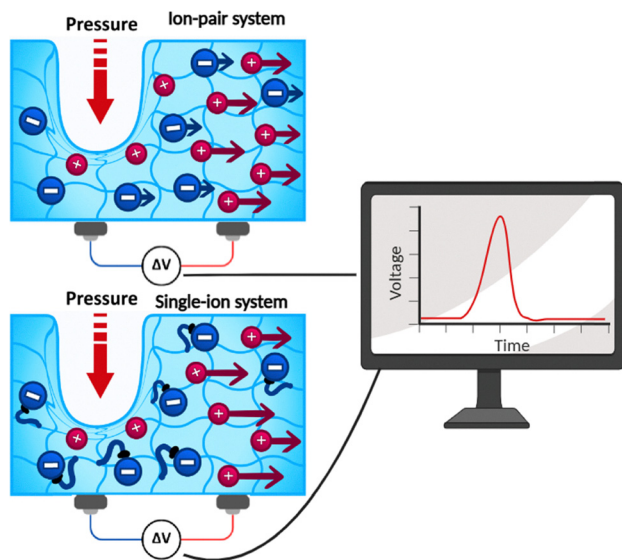 Ion-pair system
Pressure
ΔV
Pressure
Single-ion system
ΔV
Voltage
Time